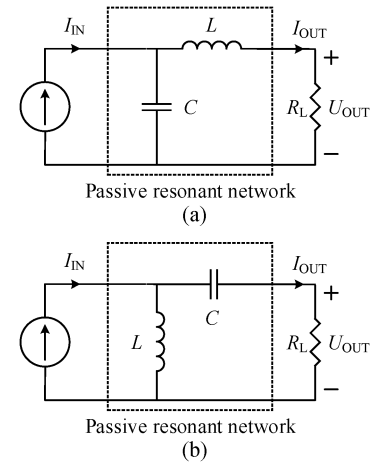 I_IN L I_OUT
+
C R_L U_OUT
−
Passive resonant network
(a)
I_IN I_OUT
+
C
L R_L U_OUT
−
Passive resonant network
(b)